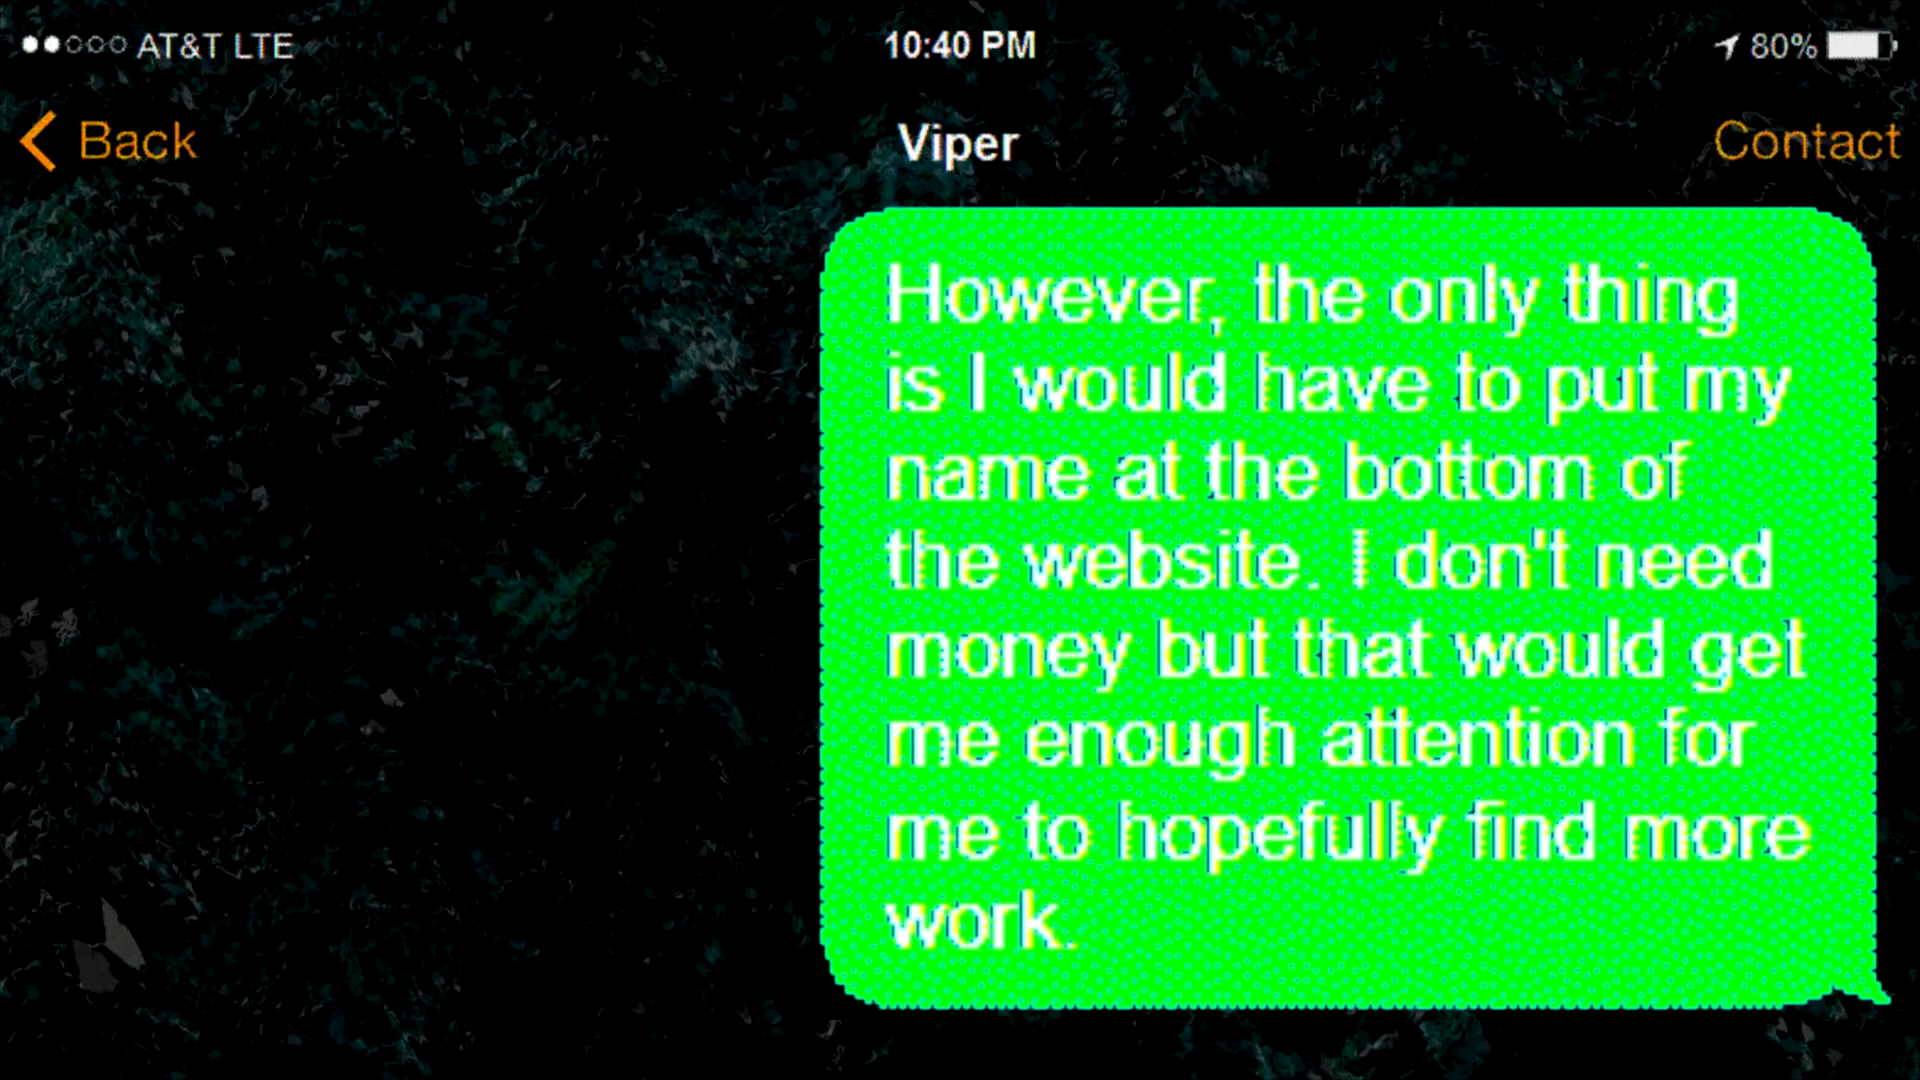 AT&T LTE 10:40 PM 80%
Back Viper Contact
However, the only thing
is I would have to put my
name at the bottom of
the website. I don't need
money but that would get
me enough attention for
me to hopefully find more
work.